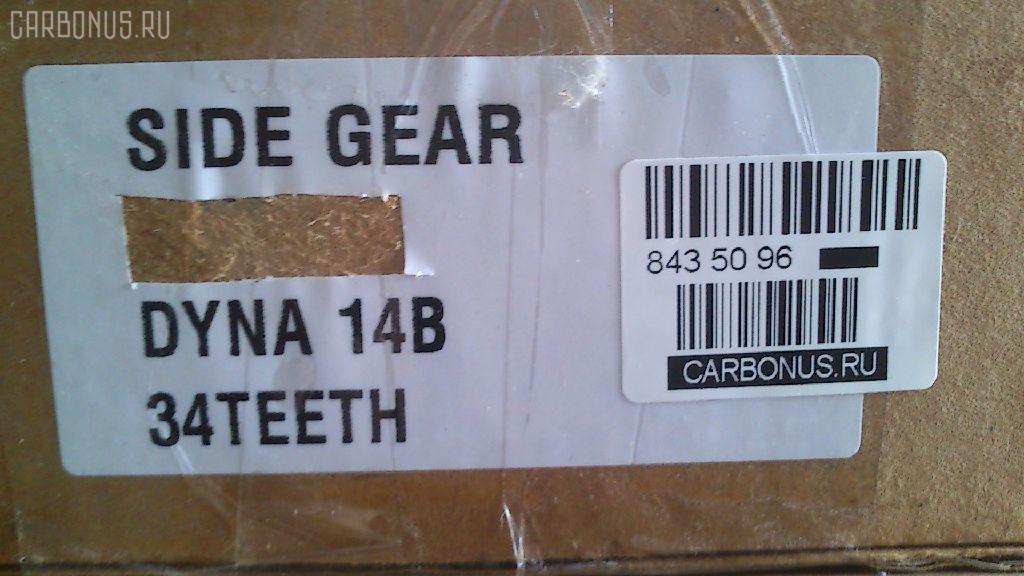 CARBONUS.RU
SIDE GEAR
DYNA 14B
34TEETH
843 50 96
CARBONUS.RU